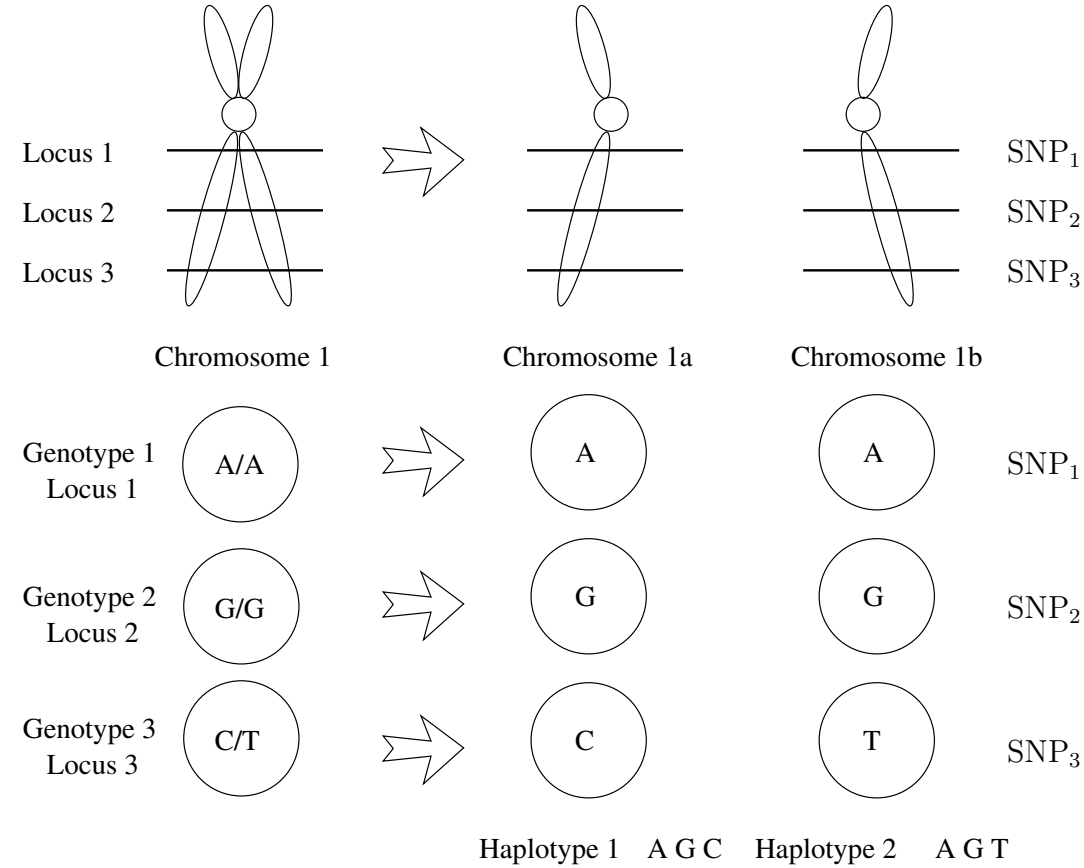 Locus 1
SNP₁
Locus 2
SNP₂
Locus 3
SNP₃
Chromosome 1 Chromosome 1a Chromosome 1b
Genotype 1
Locus 1
A/A A A SNP₁
Genotype 2
Locus 2
G/G G G SNP₂
Genotype 3
Locus 3
C/T C T SNP₃
Haplotype 1 A G C Haplotype 2 A G T